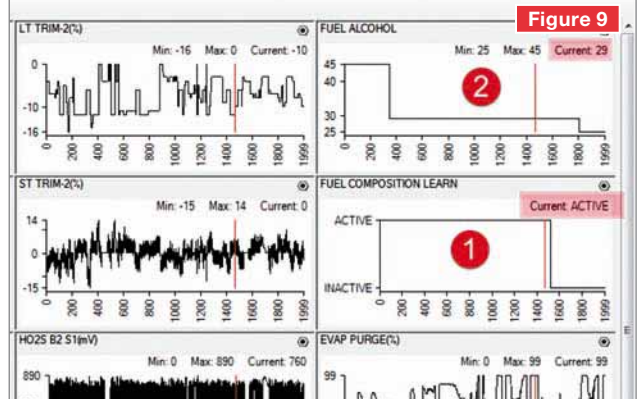 Figure 9
LT TRIM-2(%)
Min: -16 Max: 0 Current: -10
0
-10
-16
0 200 400 600 800 1000 1200 1400 1600 1800 1999
FUEL ALCOHOL
Min: 25 Max: 45 Current: 29
45
40
30
25
2
0 200 400 600 800 1000 1200 1400 1600 1800 1999
ST TRIM-2(%)
Min: -15 Max: 14 Current: 0
14
0
-15
0 200 400 600 800 1000 1200 1400 1600 1800 1999
FUEL COMPOSITION LEARN
Current: ACTIVE
ACTIVE
1
INACTIVE
0 200 400 600 800 1000 1200 1400 1600 1800 1999
HO2S B2 S1(mV)
Min: 0 Max: 890 Current: 760
890
EVAP PURGE(%)
Min: 0 Max: 99 Current: 99
99